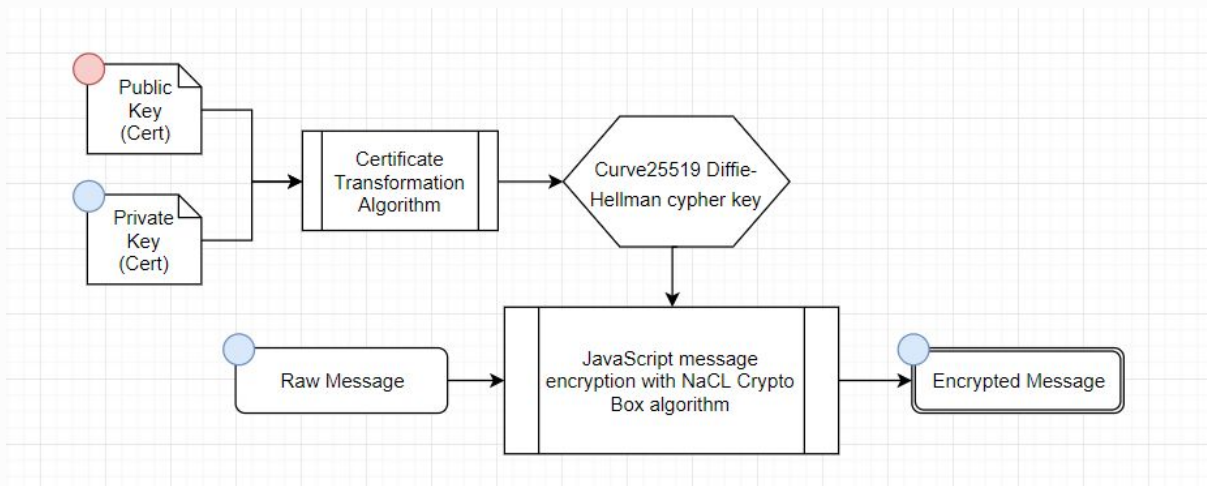 Public
Key
(Cert)
Certificate
Transformation
Algorithm
Curve25519 Diffie-
Hellman cypher key
Private
Key
(Cert)
Raw Message
JavaScript message
encryption with NaCL Crypto
Box algorithm
Encrypted Message